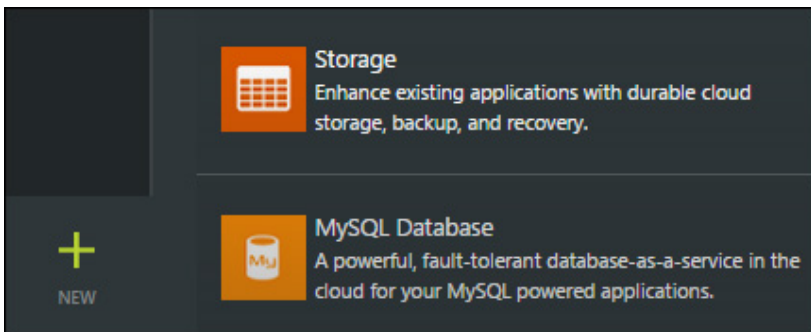 Storage
Enhance existing applications with durable cloud
storage, backup, and recovery.
MySQL Database
My
A powerful, fault-tolerant database-as-a-service in the
cloud for your MySQL powered applications.
NEW